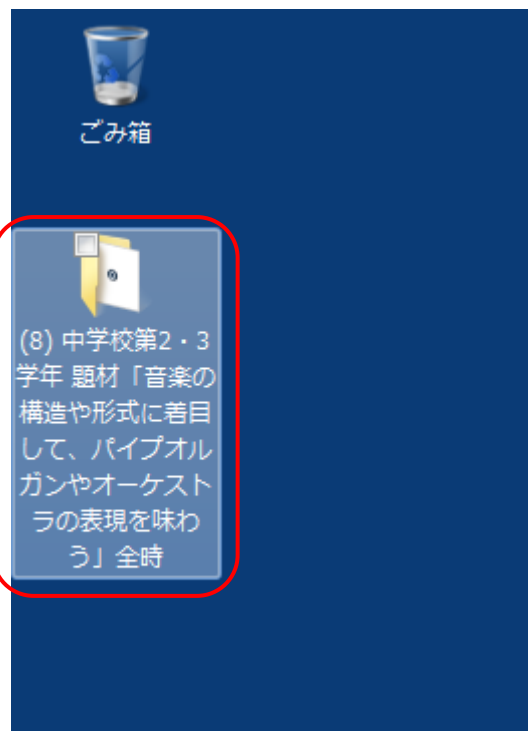 ごみ箱
(8) 中学校第2・3
学年 題材「音楽の
構造や形式に着目
して、パイプオル
ガンやオーケスト
ラの表現を味わ
う」全時